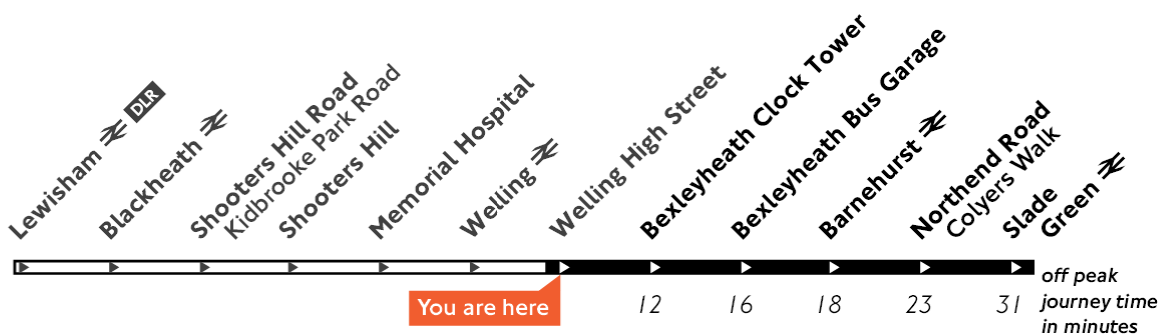 Lewisham DLR
Blackheath
Shooters Hill Road
Kidbrooke Park Road
Shooters Hill
Memorial Hospital
Welling
Welling High Street
Bexleyheath Clock Tower
Bexleyheath Bus Garage
Barnehurst
Northend Road
Colyers Walk
Slade
Green
You are here
12 16 18 23 31
off peak
journey time
in minutes